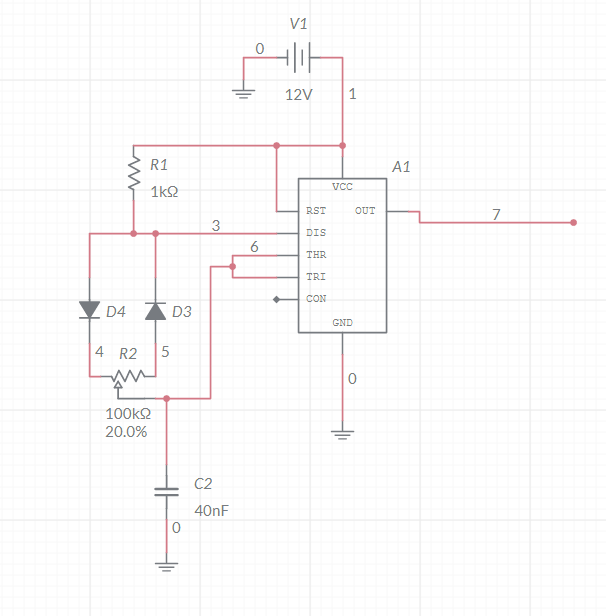 V1
0
12V
1
R1
1kΩ
A1
VCC
RST
OUT
7
3
DIS
6
THR
TRI
CON
GND
D4
D3
4
R2
5
100kΩ
20.0%
0
C2
40nF
0